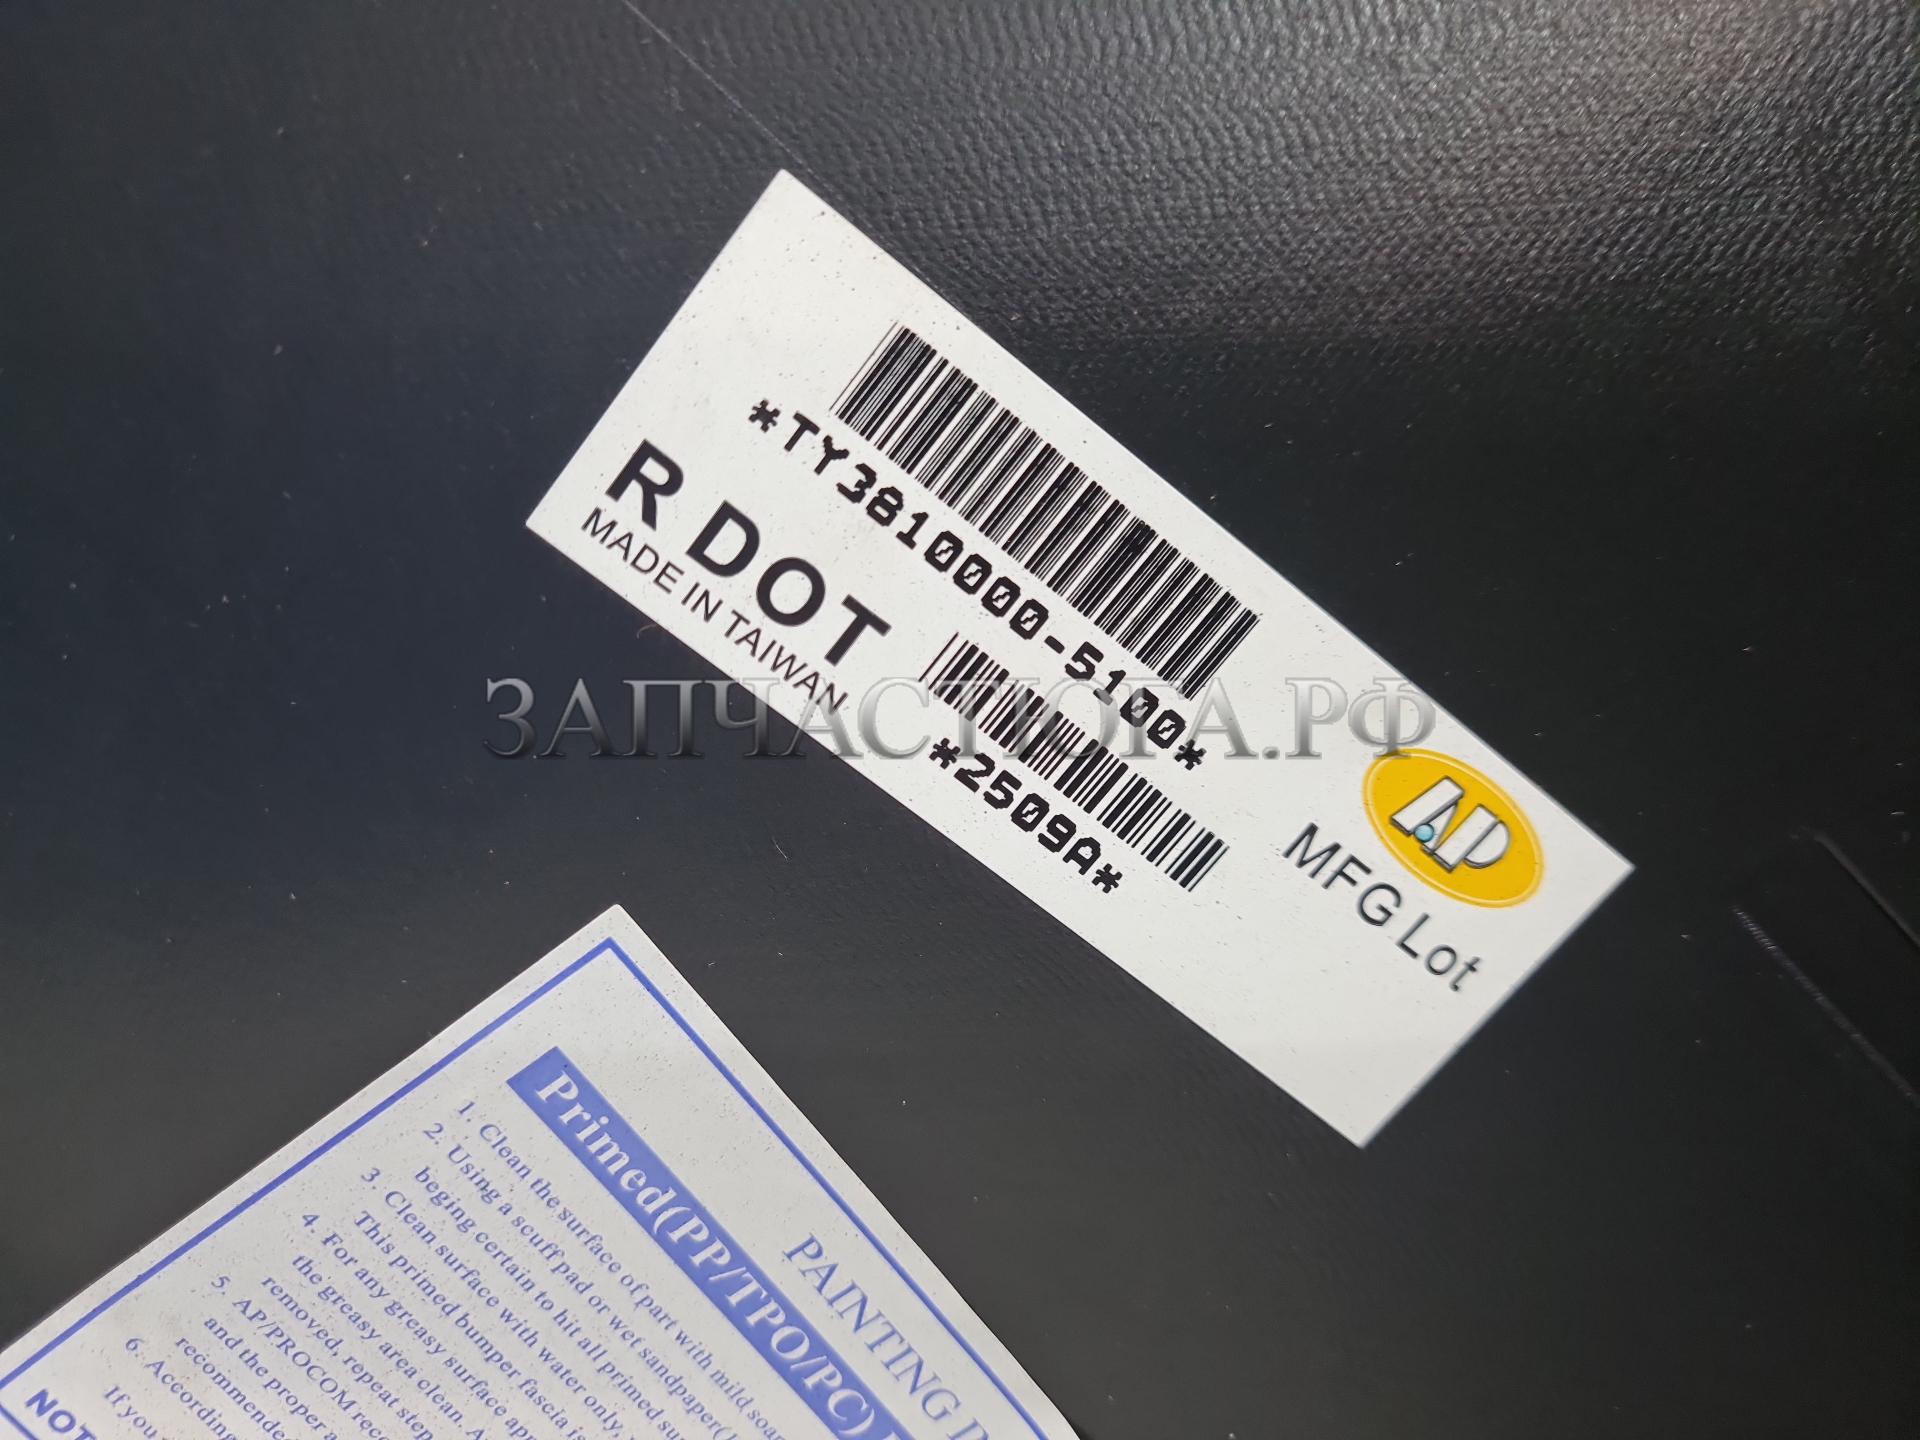 *TY3810000-5100*
R DOT
MADE IN TAIWAN
*2509A*
AP
MFG Lot
ЗАПЧАСТЮГА.РФ
PAINTING
Primed(PP/TPO/PC)
1. Clean the surface of part with mild soap
2. Using a scuff pad or wet sandpaper(
beging certain to hit all primed
3. Clean surface with water only,
This primed bumper fascia is
4. For any greasy surface
the greasy area clean.
removed, repeat step
5. AP/PROCOM
and the proper
recommended
6. According
If you